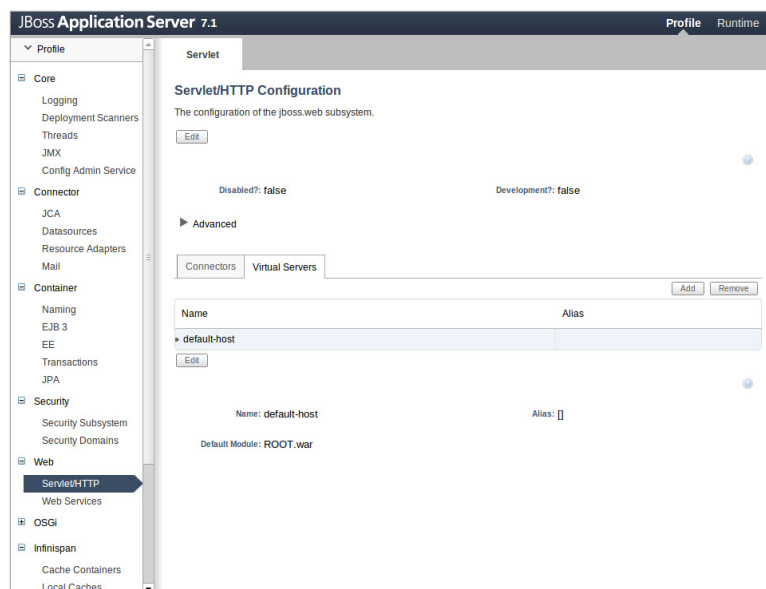 JBoss Application Server 7.1
Profile Runtime
Profile
Core
Logging
Deployment Scanners
Threads
JMX
Config Admin Service
Connector
JCA
Datasources
Resource Adapters
Mail
Container
Naming
EJB 3
EE
Transactions
JPA
Security
Security Subsystem
Security Domains
Web
Servlet/HTTP
Web Services
OSGi
Infinispan
Cache Containers
Local Caches
Servlet
Servlet/HTTP Configuration
The configuration of the jboss.web subsystem.
Edit
Disabled?: false Development?: false
Advanced
Connectors Virtual Servers
Add Remove
Name Alias
default-host
Edit
Name: default-host Alias: []
Default Module: ROOT.war